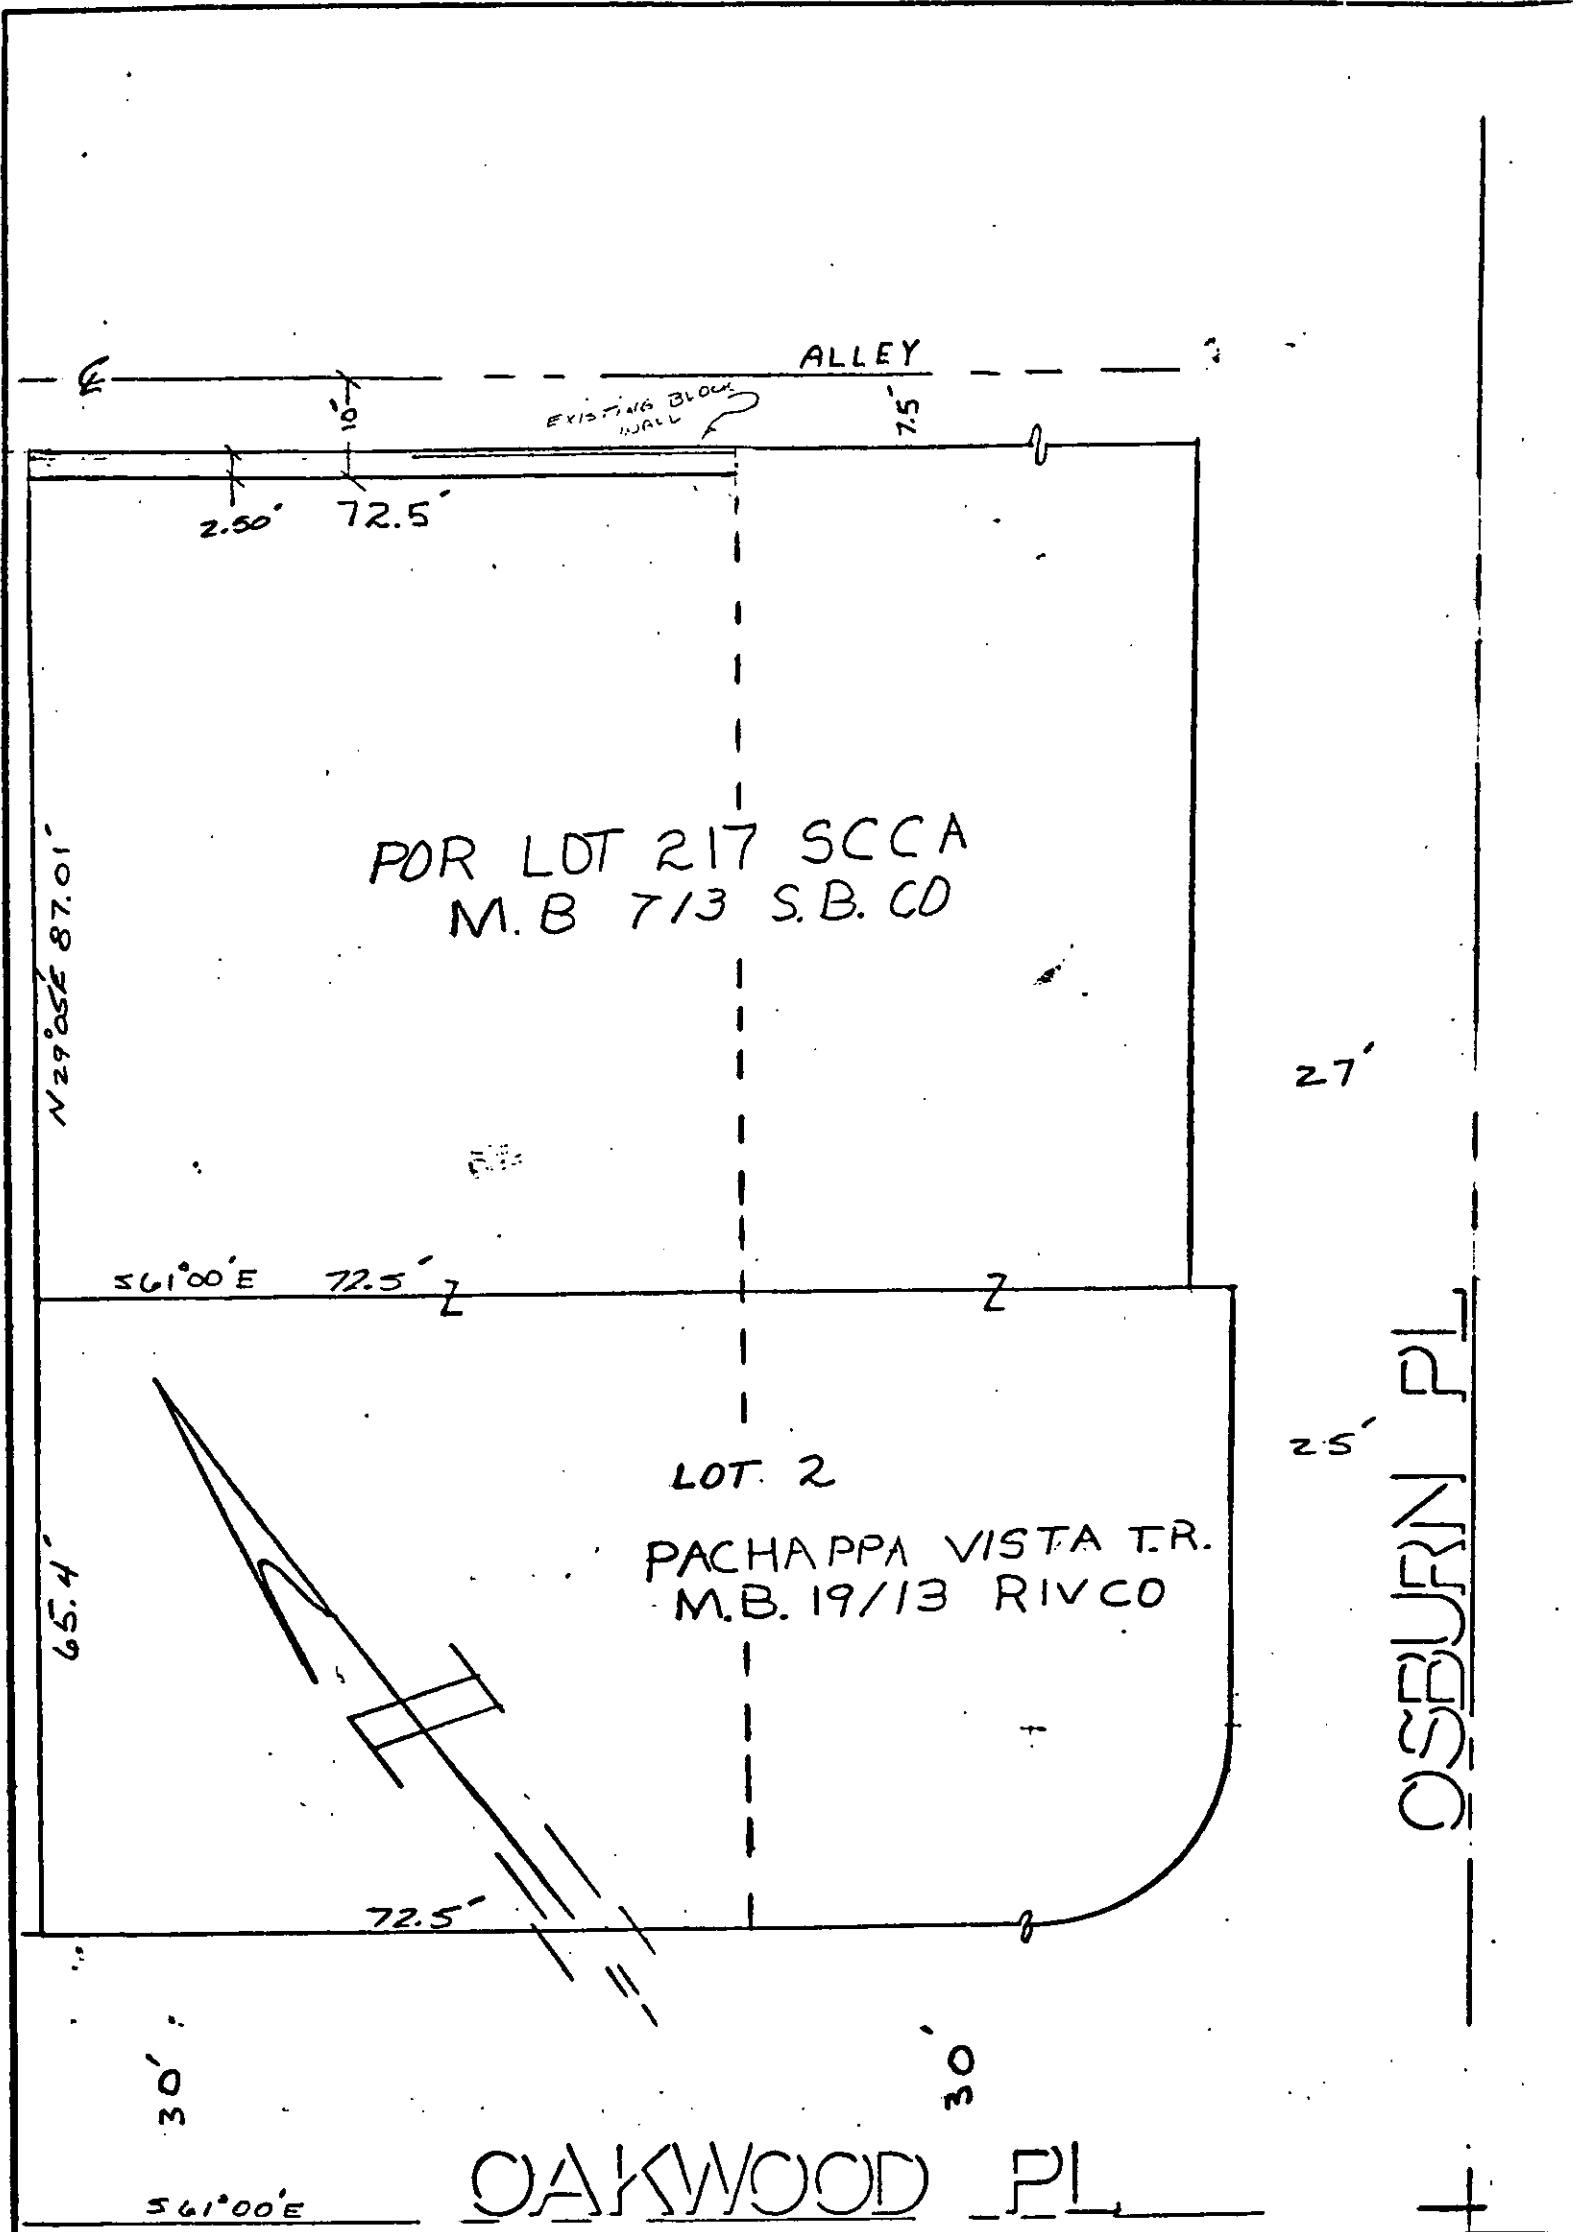 ALLEY
10'
EXISTING BLOCK
WALL
7.5'
2.50'
72.5'
POR LOT 217 SCCA
M.B 7/3 S.B. CO
N29°05'E 87.01'
27'
S61°00'E 72.5'
25'
LOT 2
PACHAPPA VISTA T.R.
M.B. 19/13 RIVCO
65.4'
OSBURN PL
72.5'
30'
30'
OAKWOOD PL
S61°00'E